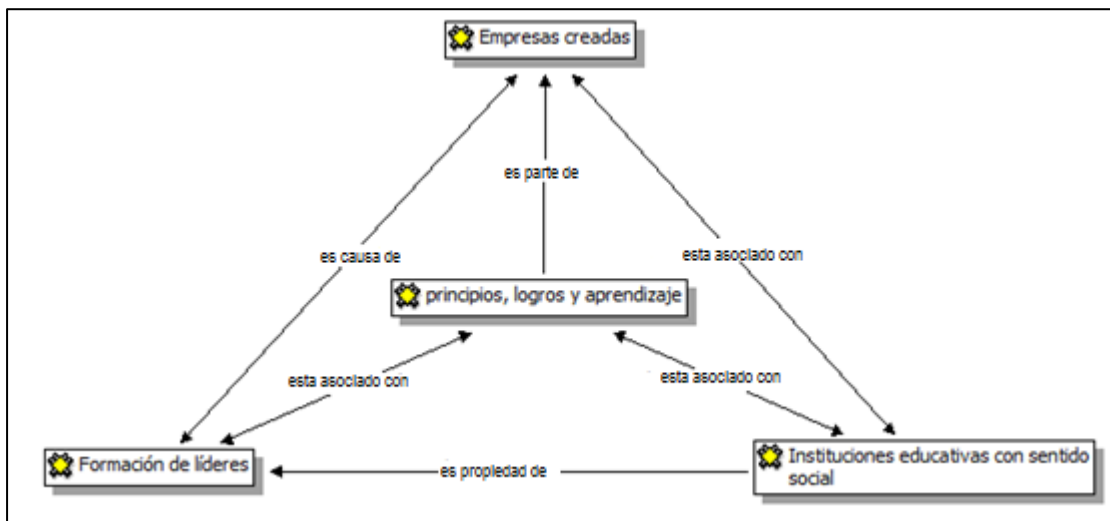 Empresas creadas
es parte de
es causa de
esta asociado con
principios, logros y aprendizaje
esta asociado con
esta asociado con
Formación de líderes
es propiedad de
Instituciones educativas con sentido
social